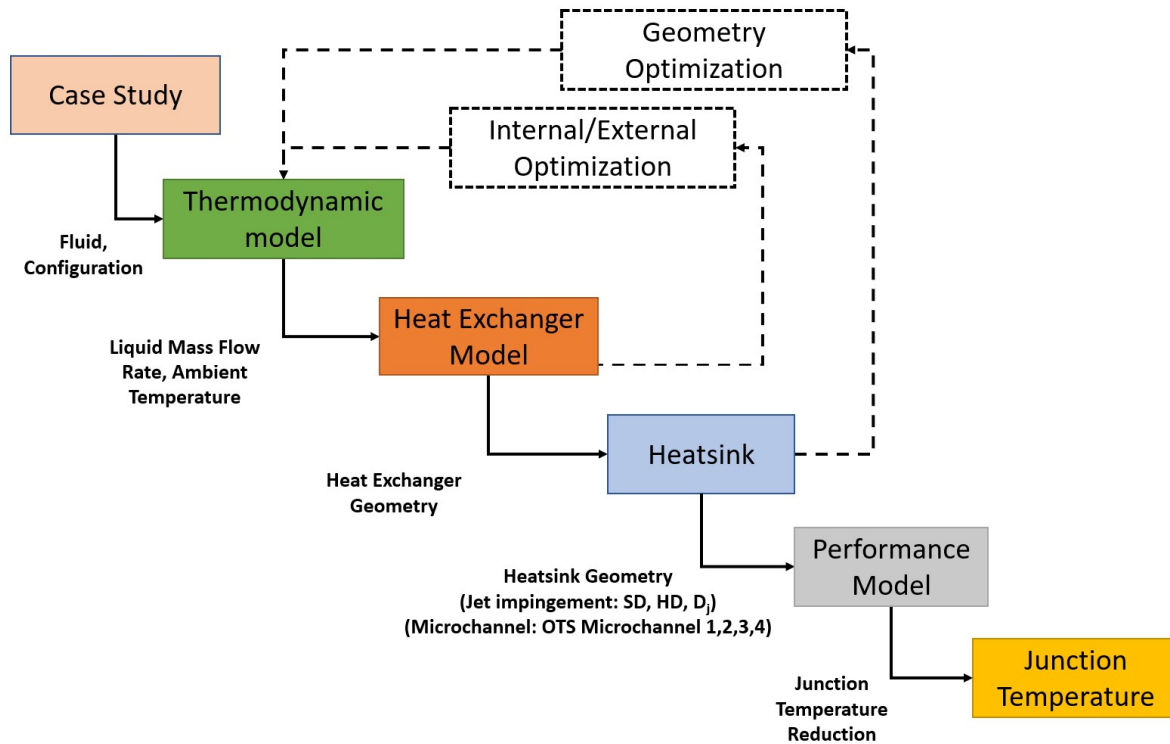 Geometry
Optimization
Case Study
Internal/External
Optimization
Thermodynamic
model
Fluid,
Configuration
Heat Exchanger
Model
Liquid Mass Flow
Rate, Ambient
Temperature
Heatsink
Heat Exchanger
Geometry
Performance
Model
Heatsink Geometry
(Jet impingement: SD, HD, Dj)
(Microchannel: OTS Microchannel 1,2,3,4)
Junction
Temperature
Junction
Temperature
Reduction